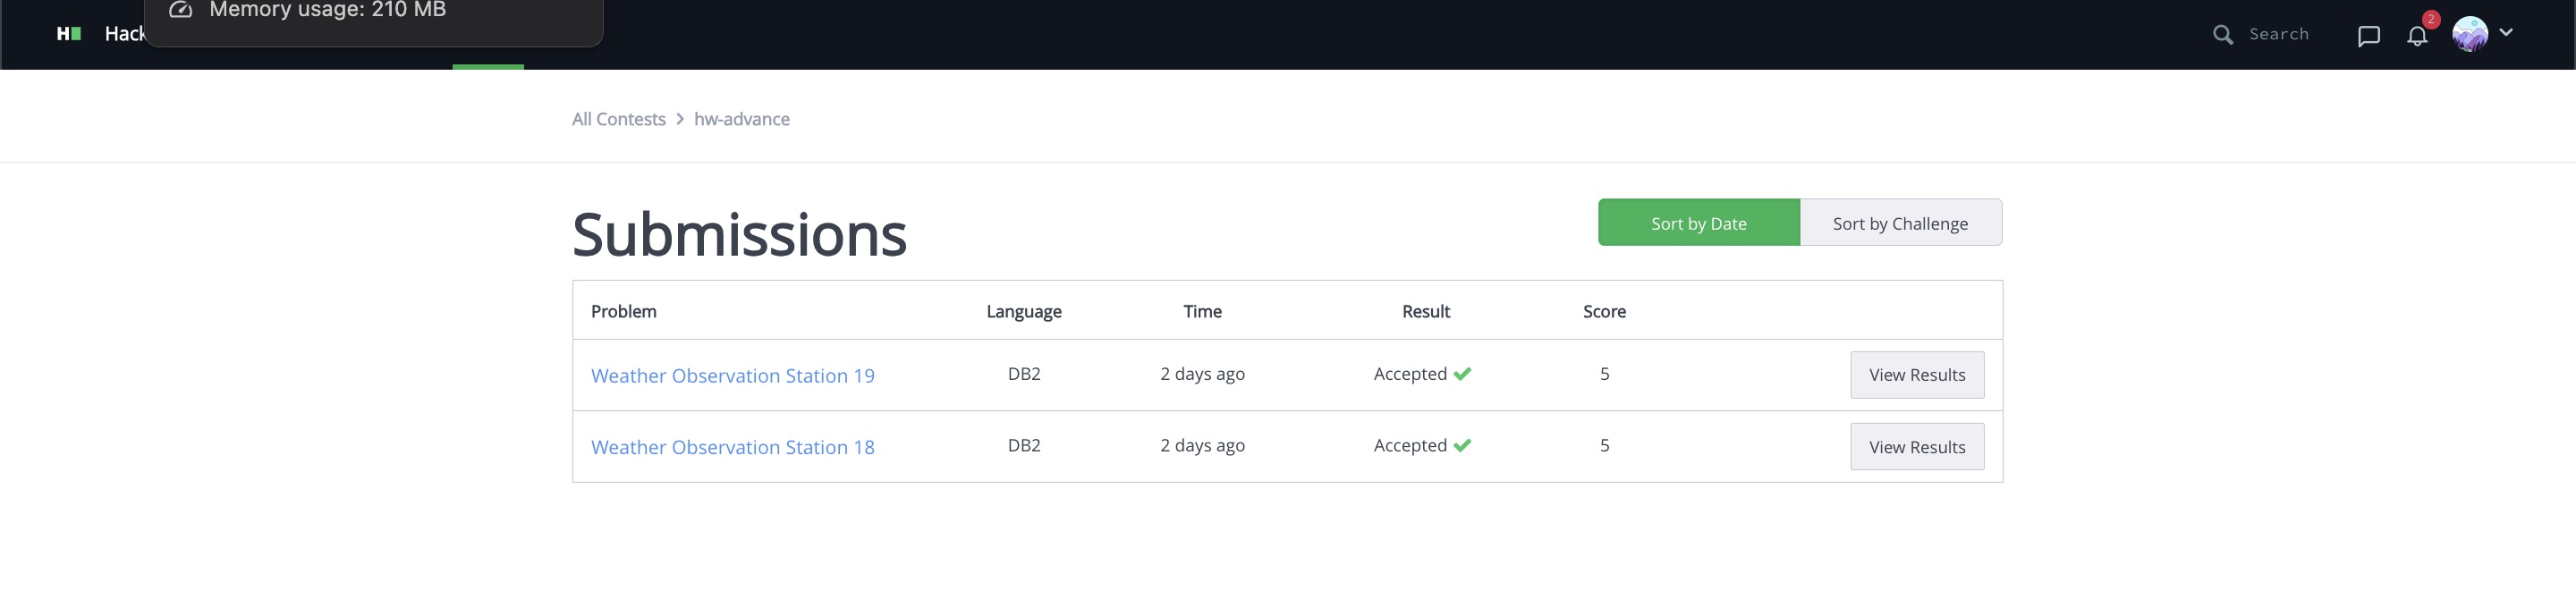 Memory usage: 210 MB
H Hack
Search
2
All Contests > hw-advance
Submissions
Sort by Date Sort by Challenge
Problem Language Time Result Score
Weather Observation Station 19 DB2 2 days ago Accepted 5 View Results
Weather Observation Station 18 DB2 2 days ago Accepted 5 View Results